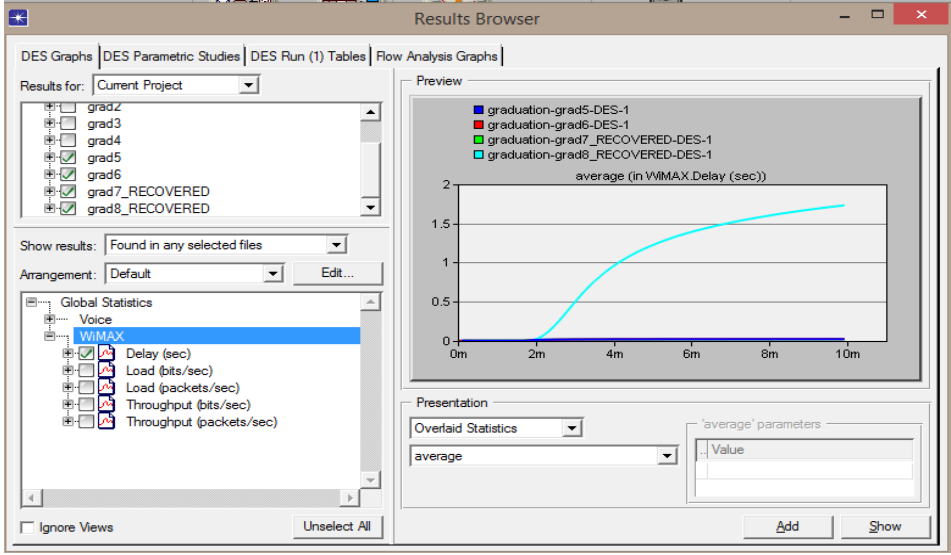 Results Browser
DES Graphs DES Parametric Studies DES Run (1) Tables Flow Analysis Graphs
Results for: Current Project
grad2
grad3
grad4
grad5
grad6
grad7_RECOVERED
grad8_RECOVERED
Show results: Found in any selected files
Arrangement: Default Edit...
Global Statistics
Voice
WiMAX
Delay (sec)
Load (bits/sec)
Load (packets/sec)
Throughput (bits/sec)
Throughput (packets/sec)
Ignore Views Unselect All
Preview
graduation-grad5-DES-1
graduation-grad6-DES-1
graduation-grad7_RECOVERED-DES-1
graduation-grad8_RECOVERED-DES-1
average (in WiMAX.Delay (sec))
2
1.5
1
0.5
0
0m 2m 4m 6m 8m 10m
Presentation
Overlaid Statistics
average
'average' parameters
.. Value
Add Show